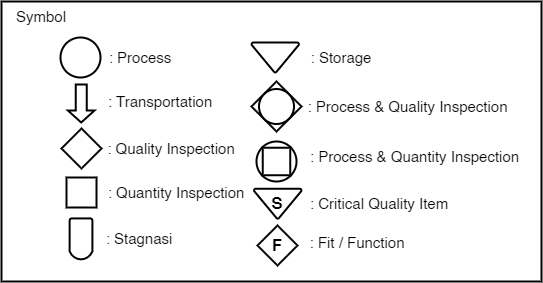 Symbol
: Process
: Transportation
: Quality Inspection
: Quantity Inspection
: Stagnasi
: Storage
: Process & Quality Inspection
: Process & Quantity Inspection
S : Critical Quality Item
F : Fit / Function